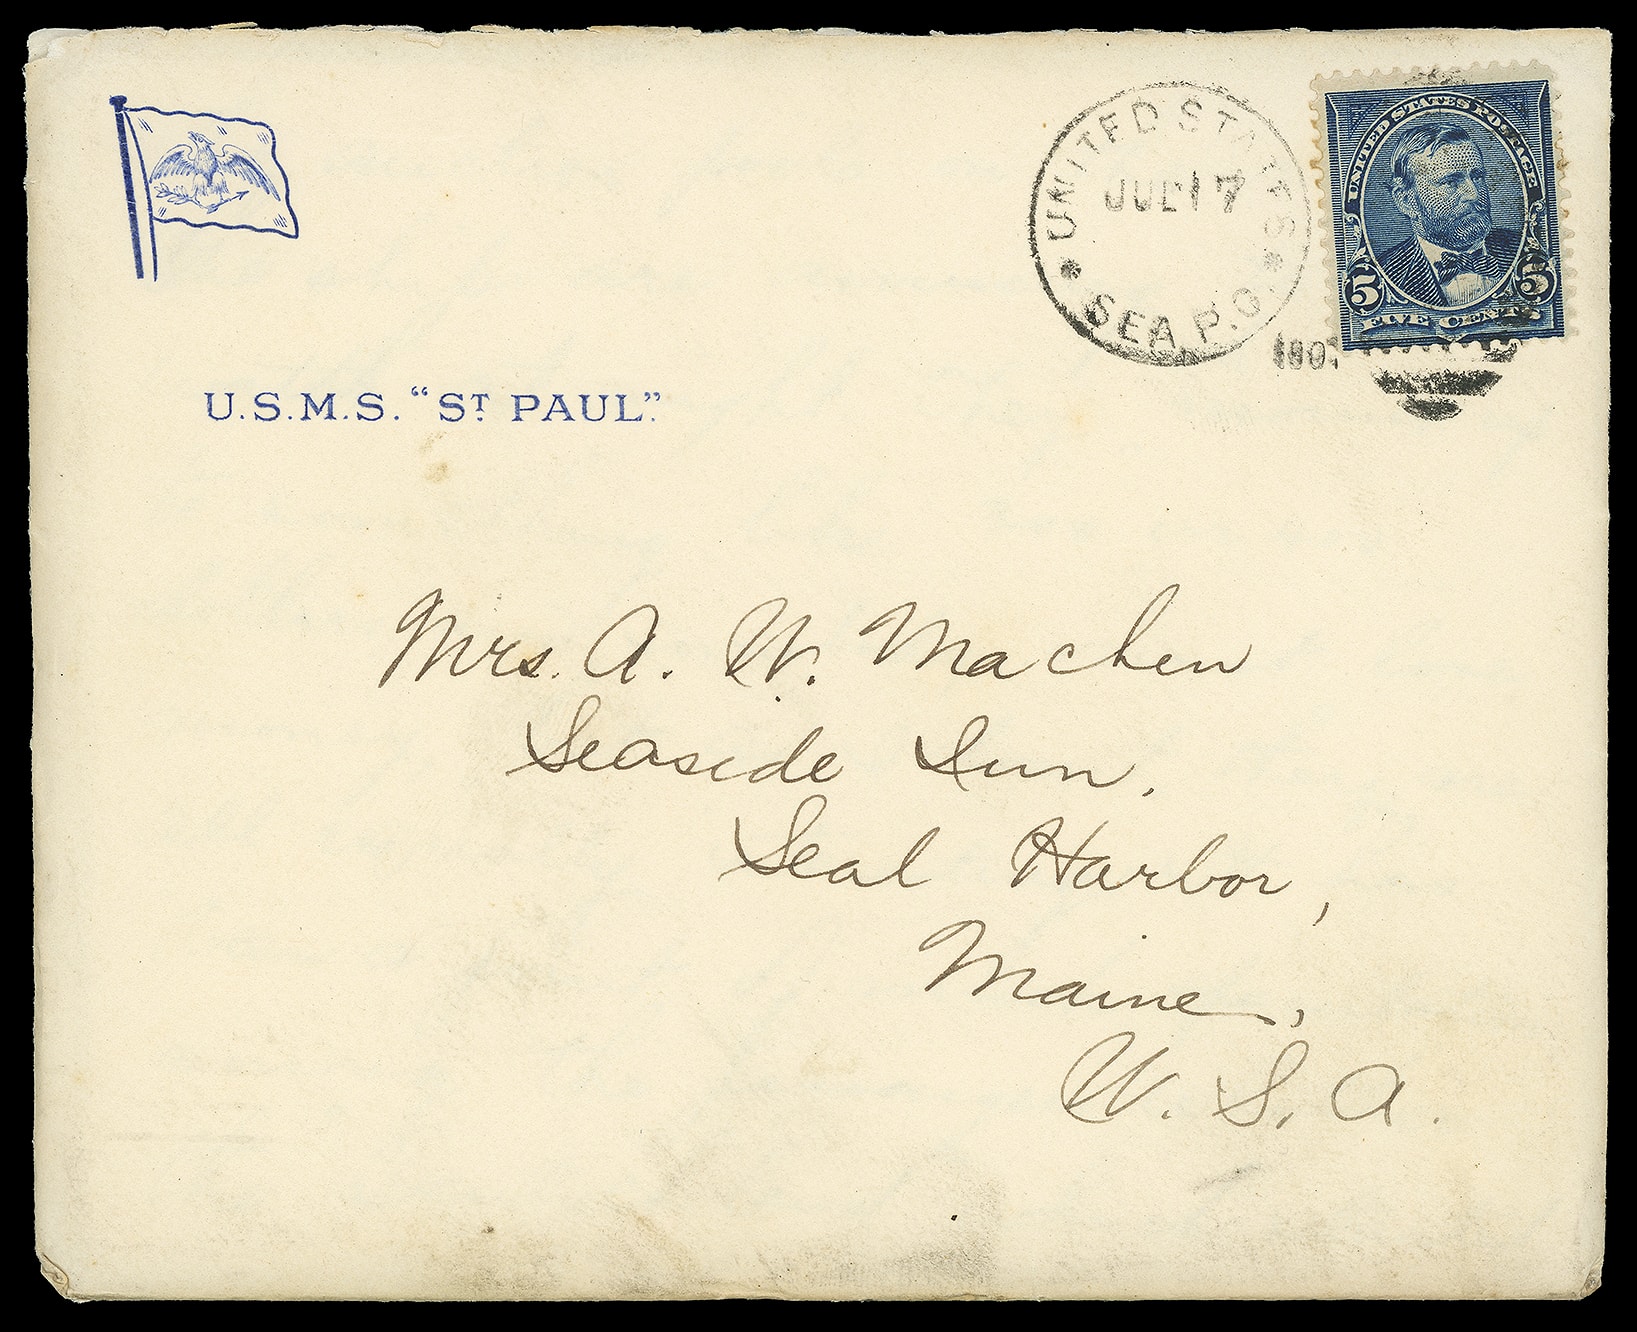 UNITED STATES
JUL 17
SEA P.O.
UNITED STATES POSTAGE
5 5
FIVE CENTS
U.S.M.S. "ST PAUL".
Mrs. A. W. Machen
Seaside Inn,
Seal Harbor,
Maine,
U. S. A.